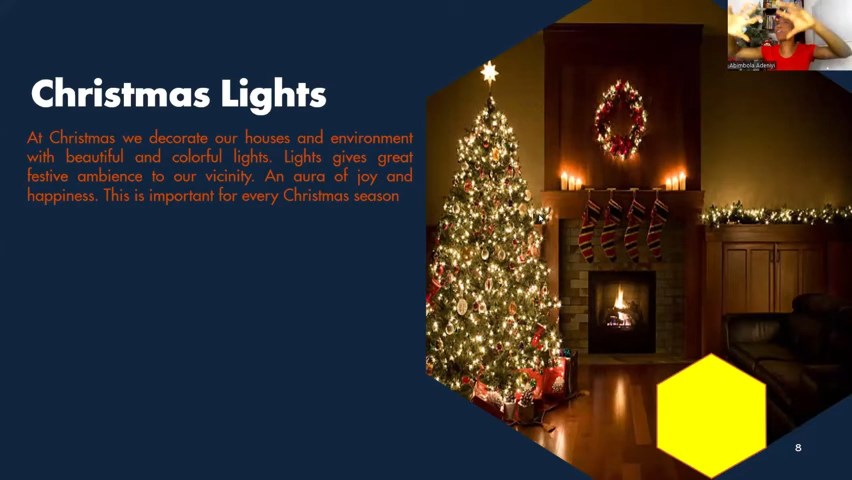 Christmas Lights
At Christmas we decorate our houses and environment
with beautiful and colorful lights. Lights gives great
festive ambience to our vicinity. An aura of joy and
happiness. This is important for every Christmas season
Abimbola Adeniyi
8